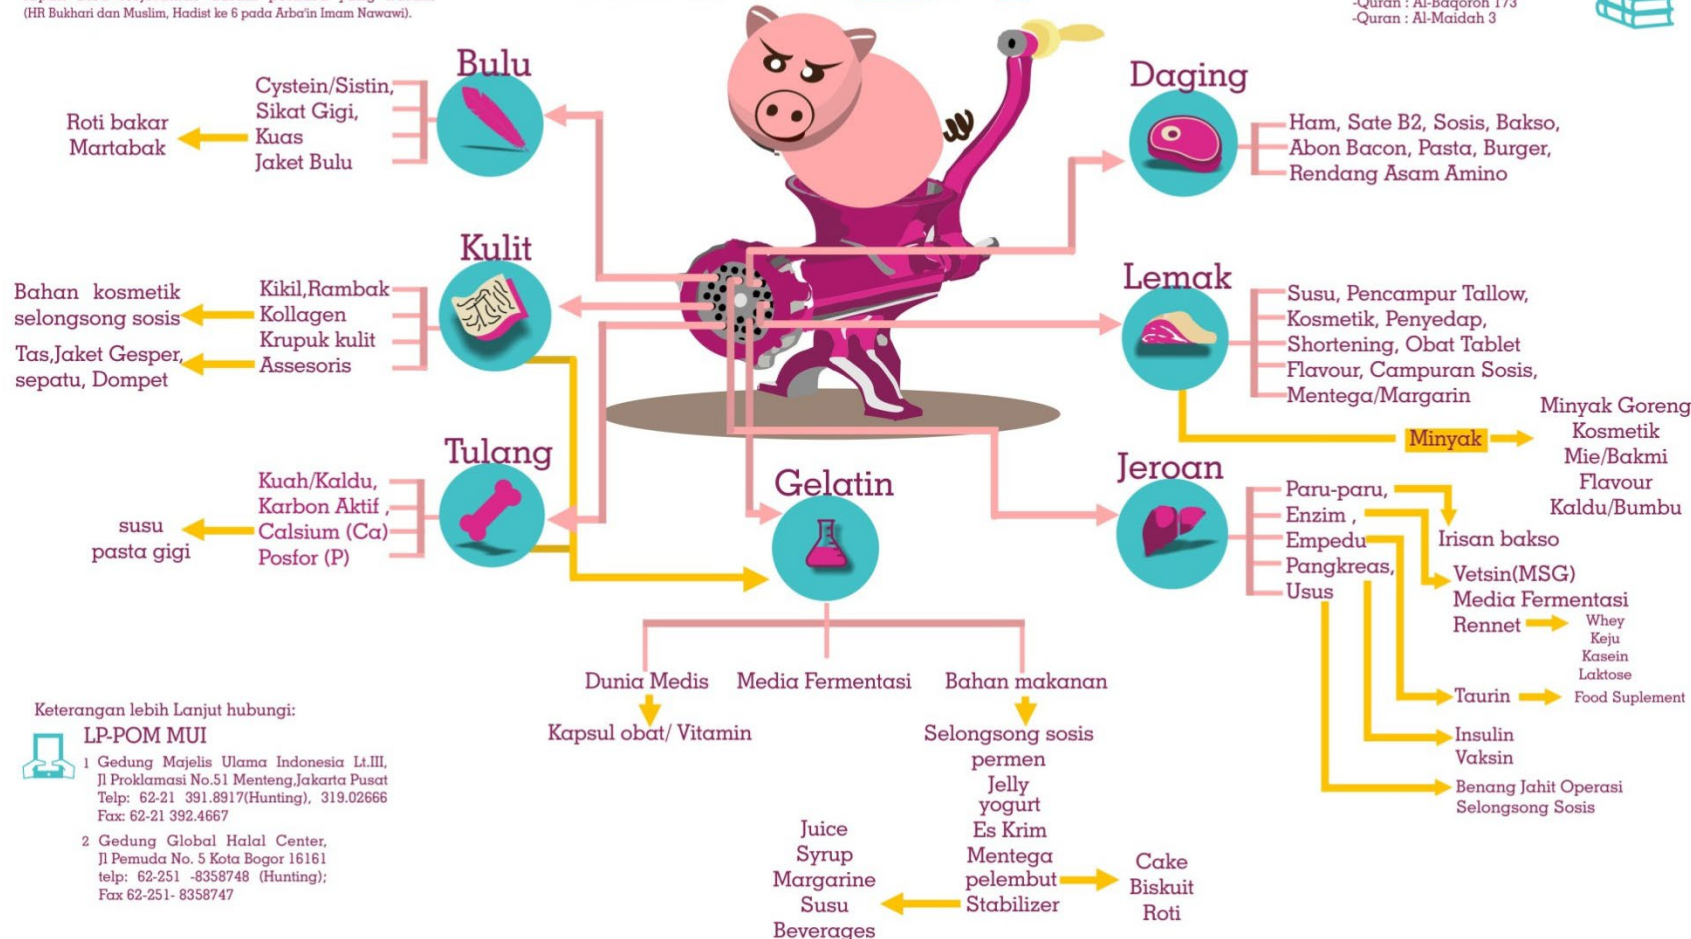 (HR Bukhari dan Muslim, Hadist ke 6 pada Arba'in Imam Nawawi).
-Quran : Al-Baqoroh 173
-Quran : Al-Maidah 3
Bulu
Cystein/Sistin,
Sikat Gigi,
Kuas
Jaket Bulu
Roti bakar
Martabak
Kulit
Kikil,Rambak
Kollagen
Krupuk kulit
Assesoris
Bahan kosmetik
selongsong sosis
Tas,Jaket Gesper,
sepatu, Dompet
Tulang
Kuah/Kaldu,
Karbon Aktif ,
Calsium (Ca)
Posfor (P)
susu
pasta gigi
Gelatin
Dunia Medis
Kapsul obat/ Vitamin
Media Fermentasi
Bahan makanan
Selongsong sosis
permen
Jelly
yogurt
Es Krim
Mentega
pelembut
Stabilizer
Juice
Syrup
Margarine
Susu
Beverages
Cake
Biskuit
Roti
Daging
Ham, Sate B2, Sosis, Bakso,
Abon Bacon, Pasta, Burger,
Rendang Asam Amino
Lemak
Susu, Pencampur Tallow,
Kosmetik, Penyedap,
Shortening, Obat Tablet
Flavour, Campuran Sosis,
Mentega/Margarin
Minyak
Minyak Goreng
Kosmetik
Mie/Bakmi
Flavour
Kaldu/Bumbu
Jeroan
Paru-paru,
Enzim ,
Empedu
Pangkreas,
Usus
Irisan bakso
Vetsin(MSG)
Media Fermentasi
Rennet
Whey
Keju
Kasein
Laktose
Taurin
Food Suplement
Insulin
Vaksin
Benang Jahit Operasi
Selongsong Sosis
Keterangan lebih Lanjut hubungi:
LP-POM MUI
1 Gedung Majelis Ulama Indonesia Lt.III,
Jl Proklamasi No.51 Menteng,Jakarta Pusat
Telp: 62-21 391.8917(Hunting), 319.02666
Fax: 62-21 392.4667
2 Gedung Global Halal Center,
Jl Pemuda No. 5 Kota Bogor 16161
telp: 62-251 -8358748 (Hunting);
Fax 62-251- 8358747